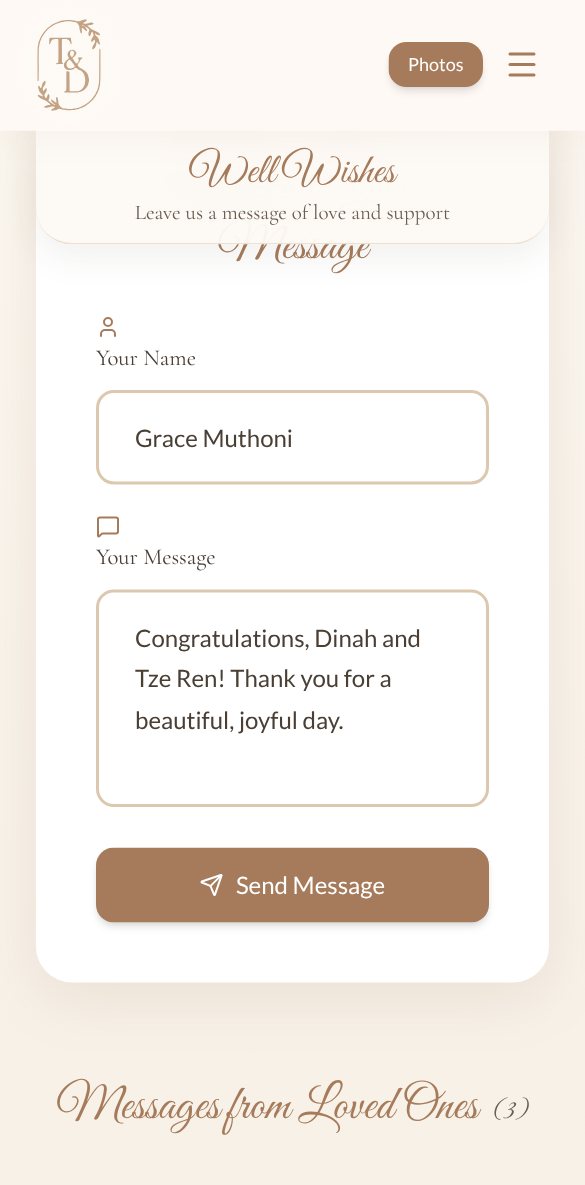 T&D
Photos
Well Wishes
Leave us a message of love and support
Message
Your Name
Grace Muthoni
Your Message
Congratulations, Dinah and
Tze Ren! Thank you for a
beautiful, joyful day.
Send Message
Messages from Loved Ones (3)